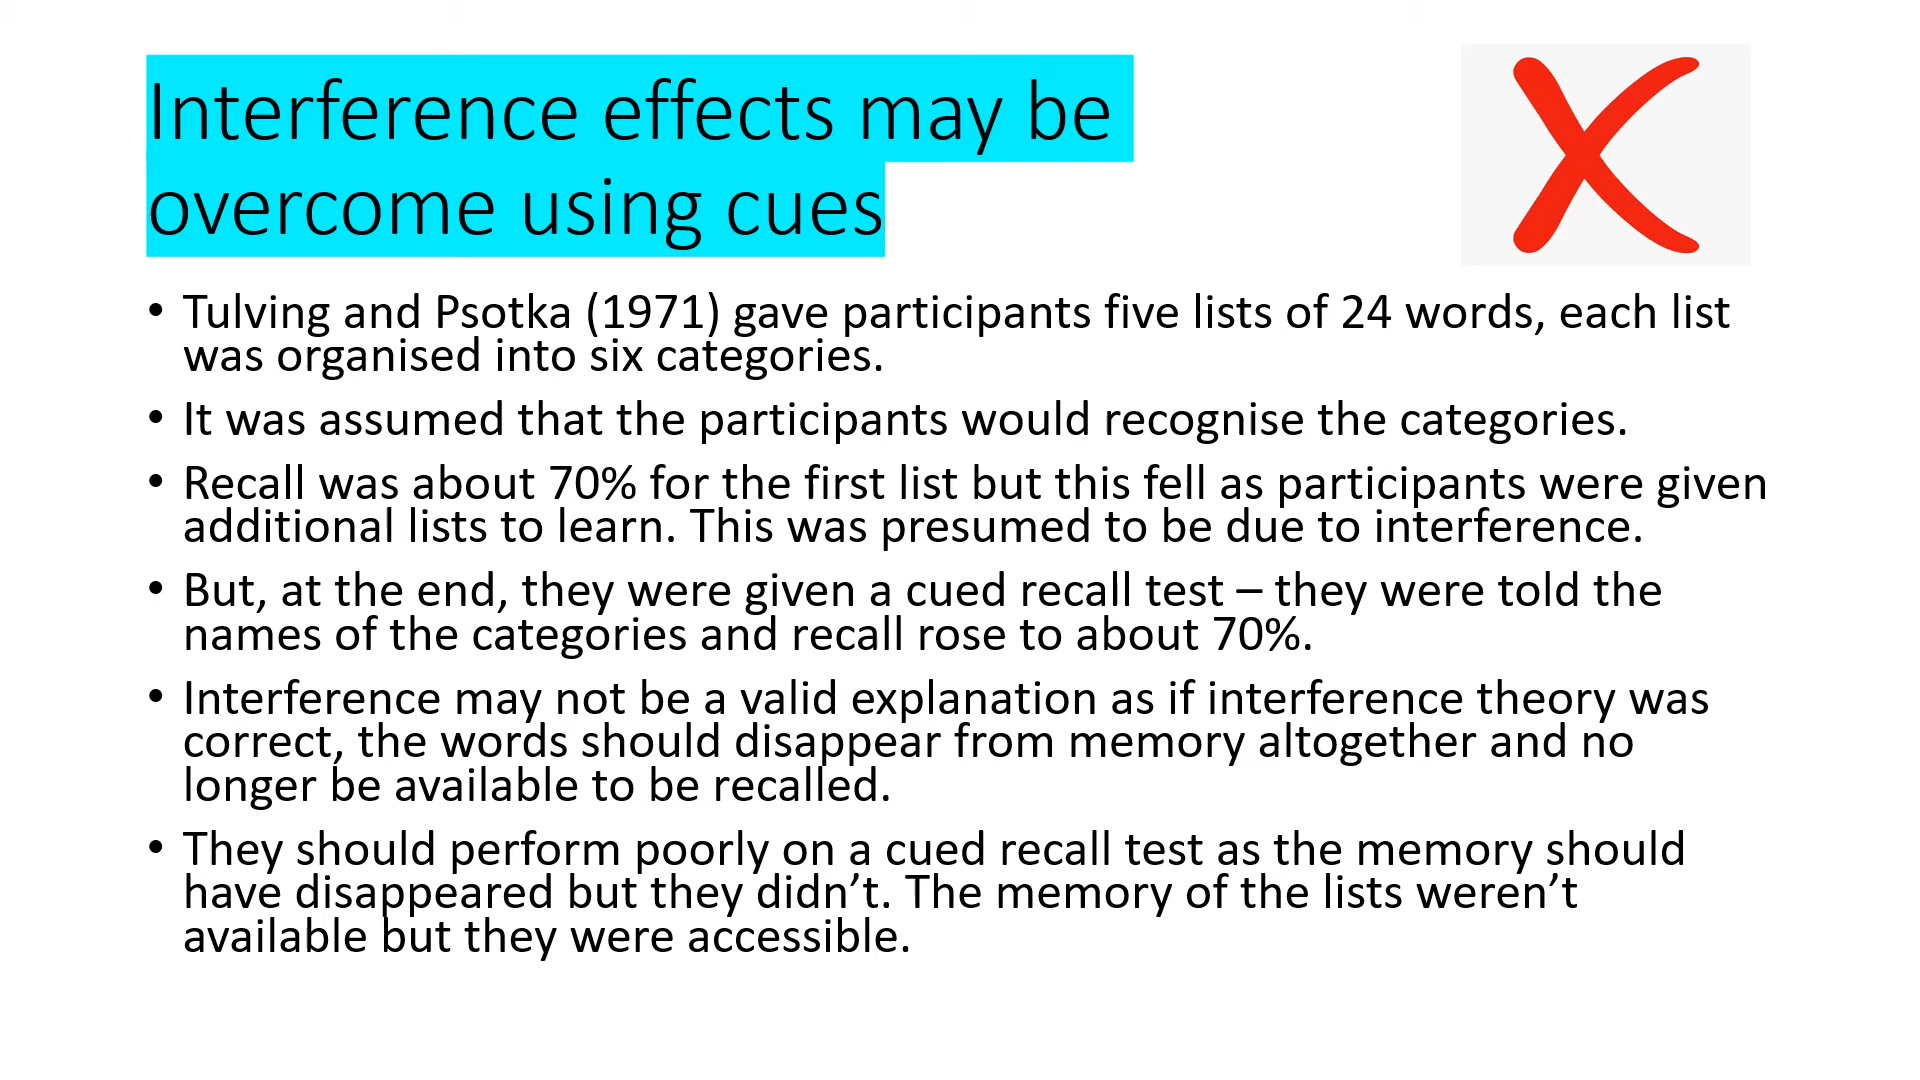 Interference effects may be
overcome using cues
• Tulving and Psotka (1971) gave participants five lists of 24 words, each list
was organised into six categories.
• It was assumed that the participants would recognise the categories.
• Recall was about 70% for the first list but this fell as participants were given
additional lists to learn. This was presumed to be due to interference.
• But, at the end, they were given a cued recall test – they were told the
names of the categories and recall rose to about 70%.
• Interference may not be a valid explanation as if interference theory was
correct, the words should disappear from memory altogether and no
longer be available to be recalled.
• They should perform poorly on a cued recall test as the memory should
have disappeared but they didn’t. The memory of the lists weren’t
available but they were accessible.